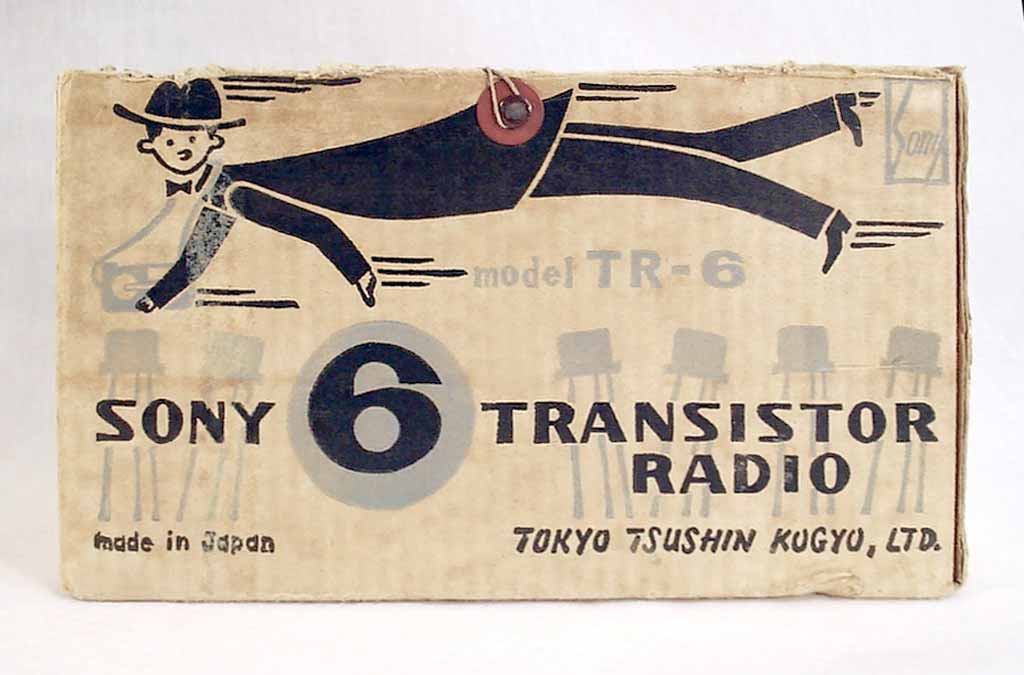 Sony
model TR-6
SONY 6 TRANSISTOR
RADIO
made in Japan
TOKYO TSUSHIN KOGYO, LTD.